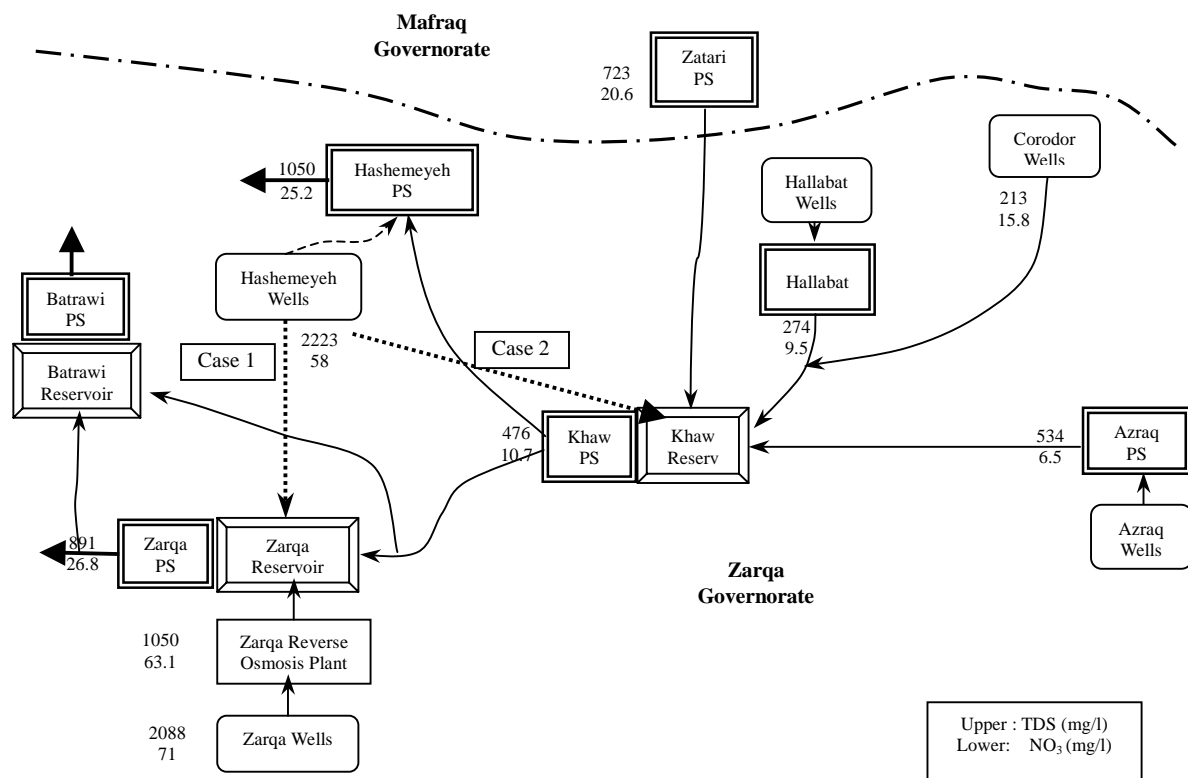 Mafraq
Governorate
Zatari
PS
723
20.6
Corodor
Wells
213
15.8
Hallabat
Wells
Hallabat
274
9.5
1050
25.2
Hashemeyeh
PS
Hashemeyeh
Wells
2223
58
Case 1
Case 2
Batrawi
PS
Batrawi
Reservoir
476
10.7
Khaw
PS
Khaw
Reserv
534
6.5
Azraq
PS
Azraq
Wells
891
26.8
Zarqa
PS
Zarqa
Reservoir
Zarqa
Governorate
1050
63.1
Zarqa Reverse
Osmosis Plant
2088
71
Zarqa Wells
Upper : TDS (mg/l)
Lower: NO3 (mg/l)